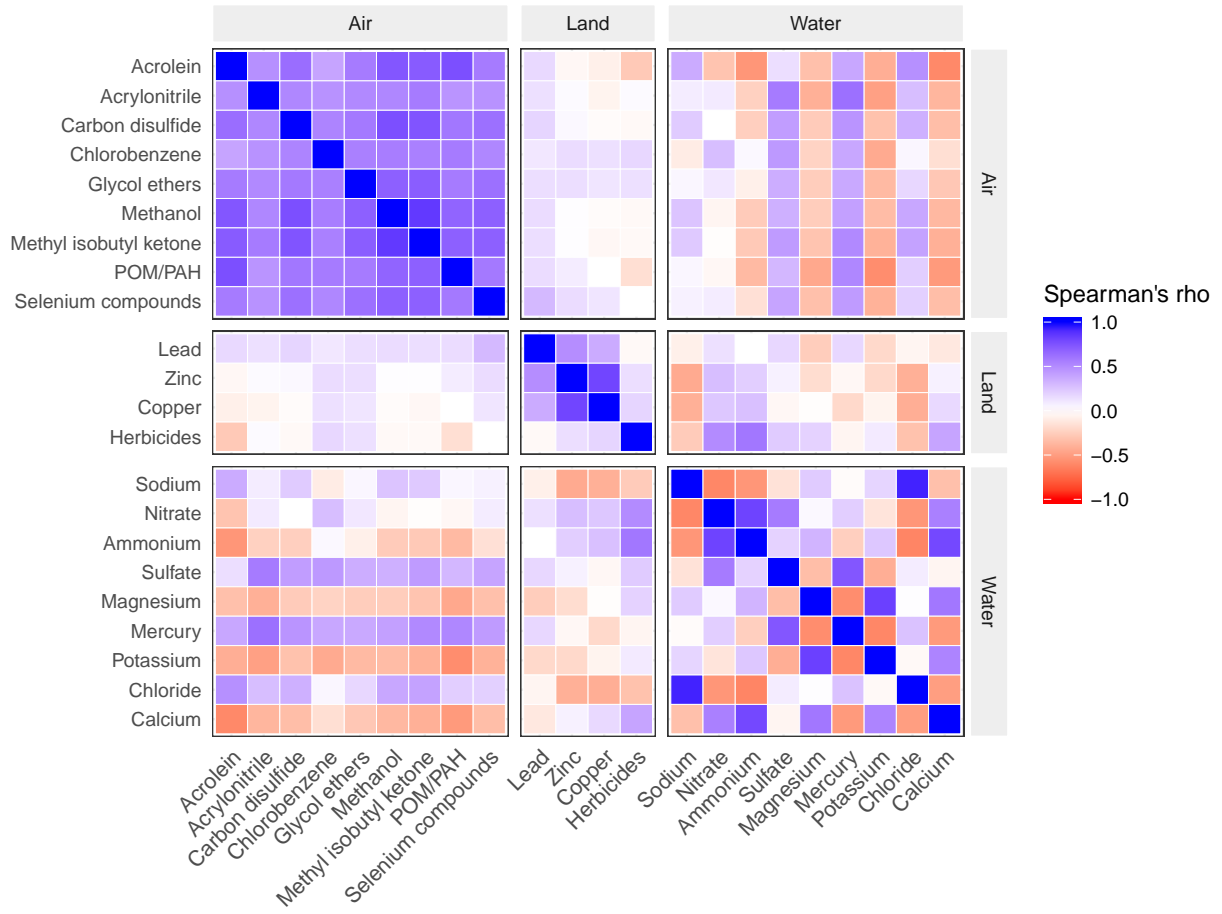 Air
Land
Water
Acrolein
Acrylonitrile
Carbon disulfide
Chlorobenzene
Glycol ethers
Methanol
Methyl isobutyl ketone
POM/PAH
Selenium compounds
Air
Lead
Zinc
Copper
Herbicides
Land
Sodium
Nitrate
Ammonium
Sulfate
Magnesium
Mercury
Potassium
Chloride
Calcium
Water
Acrolein
Acrylonitrile
Carbon disulfide
Chlorobenzene
Glycol ethers
Methanol
Methyl isobutyl ketone
POM/PAH
Selenium compounds
Lead
Zinc
Copper
Herbicides
Sodium
Nitrate
Ammonium
Sulfate
Magnesium
Mercury
Potassium
Chloride
Calcium
Spearman's rho
1.0
0.5
0.0
−0.5
−1.0